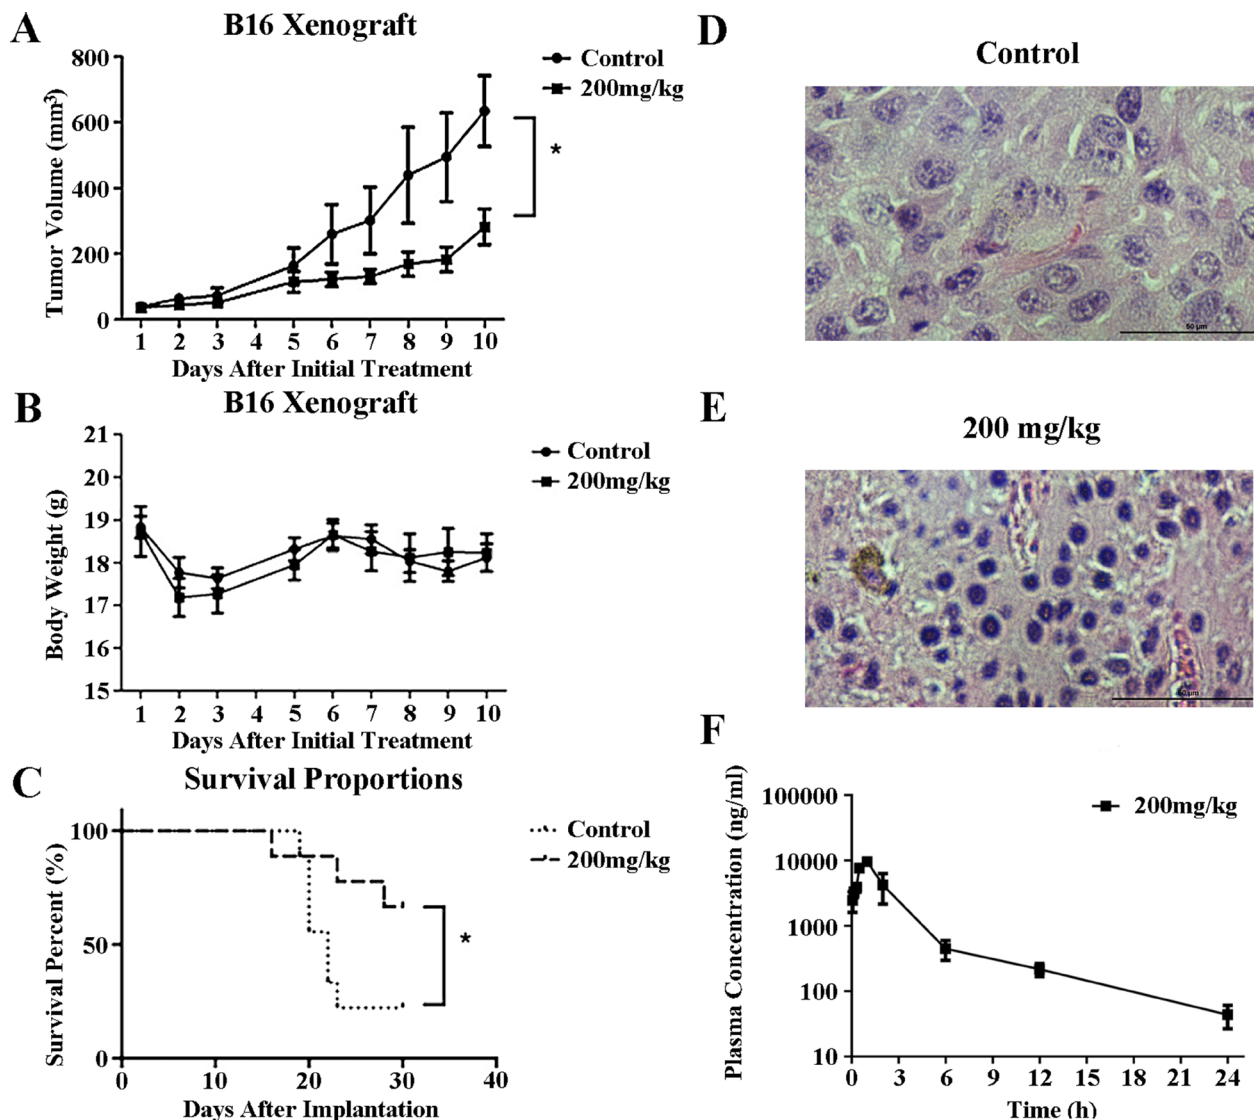 A
B16 Xenograft
Control
200mg/kg
Tumor Volume (mm³)
800
600
400
200
0
1 2 3 4 5 6 7 8 9 10
Days After Initial Treatment
*
B
B16 Xenograft
Control
200mg/kg
Body Weight (g)
21
20
19
18
17
16
15
1 2 3 4 5 6 7 8 9 10
Days After Initial Treatment
C
Survival Proportions
Control
200mg/kg
Survival Percent (%)
100
50
0
0 10 20 30 40
Days After Implantation
*
D
Control
50 µm
E
200 mg/kg
50 µm
F
200mg/kg
Plasma Concentration (ng/ml)
100000
10000
1000
100
10
0 3 6 9 12 15 18 21 24
Time (h)